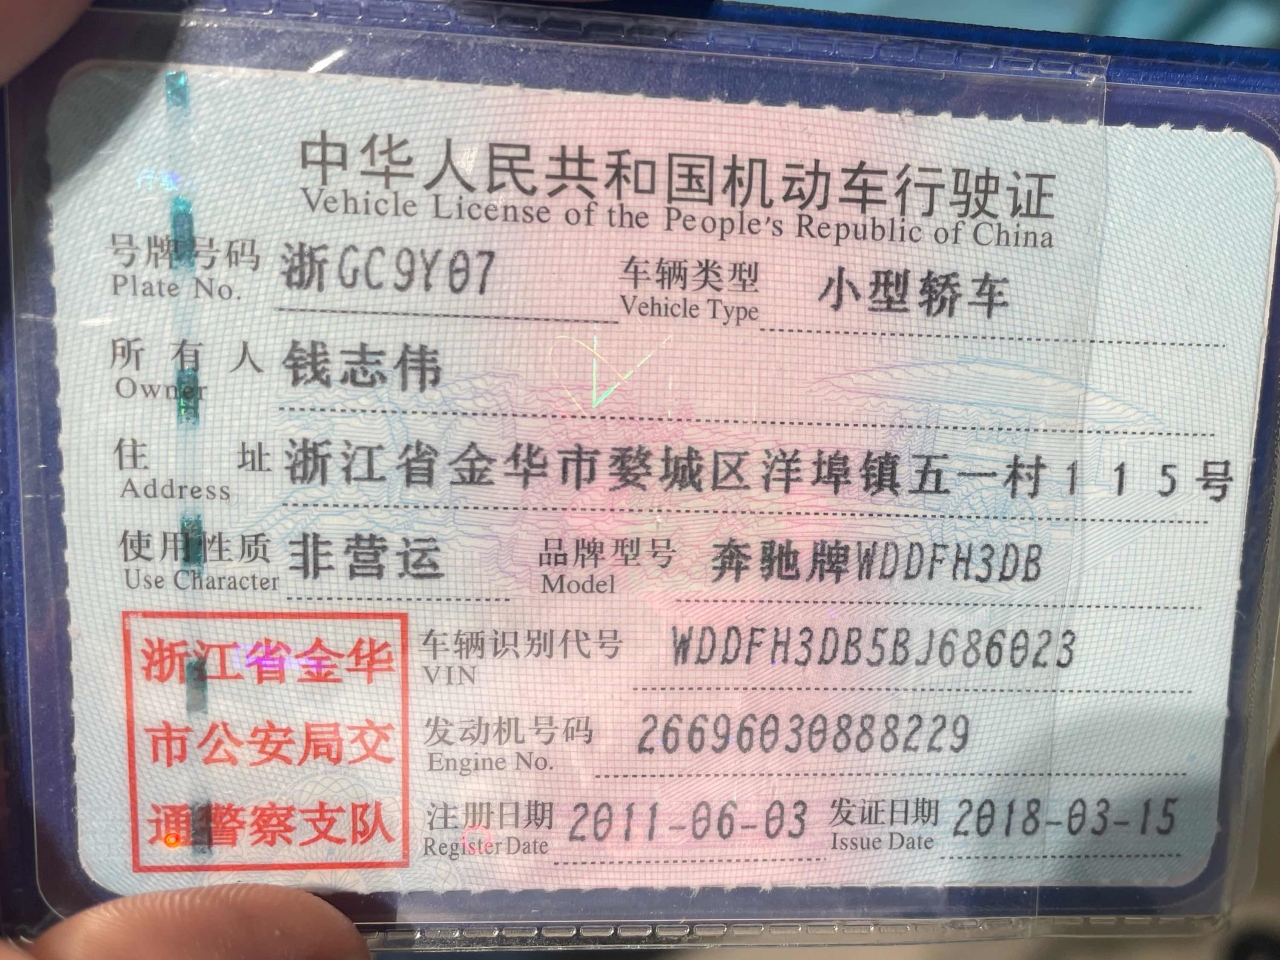 中华人民共和国机动车行驶证
Vehicle License of the People's Republic of China
号牌号码 浙GC9Y07 车辆类型 小型轿车
Plate No. Vehicle Type
所有人 钱志伟
Owner
住址 浙江省金华市婺城区洋埠镇五一村115号
Address
使用性质 非营运 品牌型号 奔驰牌WDDFH3DB
Use Character Model
浙江省金华
市公安局交
通警察支队
车辆识别代号 WDDFH3DB5BJ686023
VIN
发动机号码 26696030888229
Engine No.
注册日期 2011-06-03 发证日期 2018-03-15
Register Date Issue Date